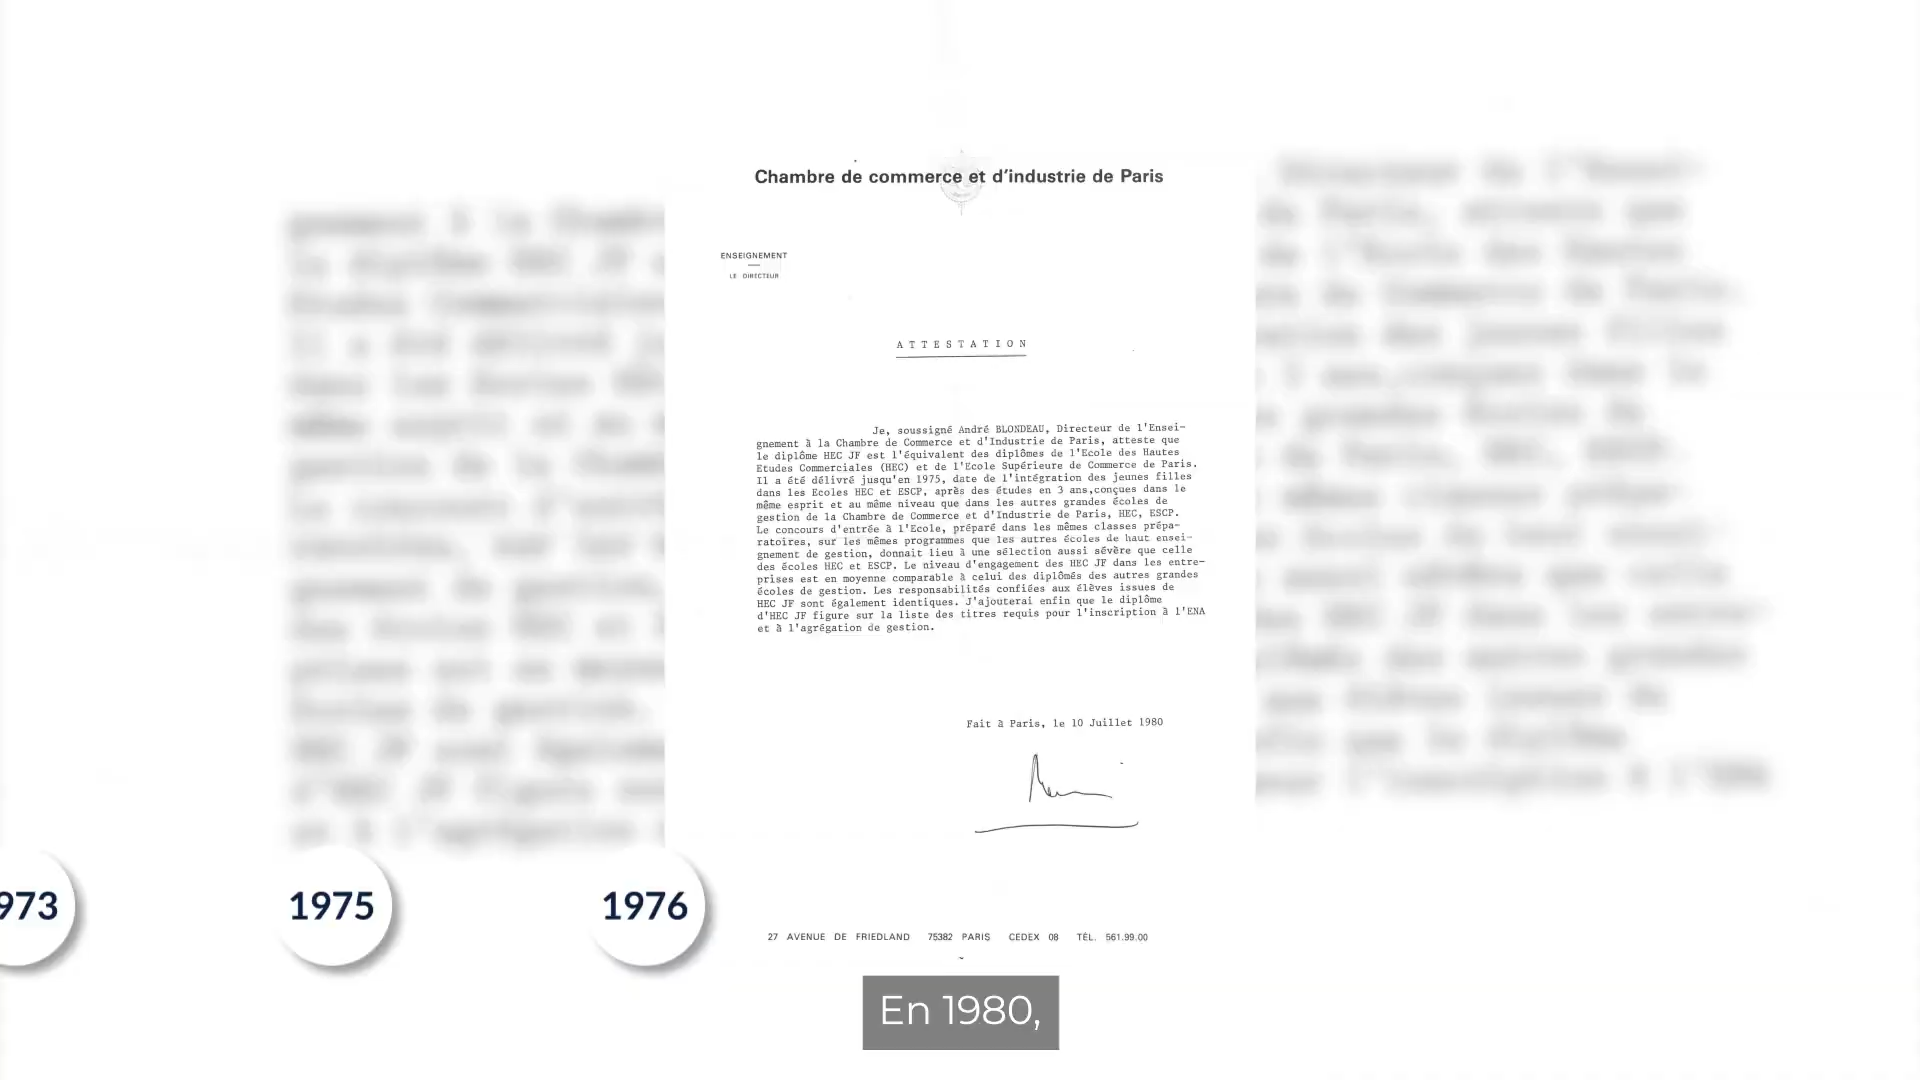 Chambre de commerce et d'industrie de Paris
ENSEIGNEMENT
LE DIRECTEUR
ATTESTATION
Je, soussigné André BLONDEAU, Directeur de l'Ensei-
gnement à la Chambre de Commerce et d'Industrie de Paris, atteste que
le diplôme HEC JF est l'équivalent des diplômes de l'Ecole des Hautes
Etudes Commerciales (HEC) et de l'Ecole Supérieure de Commerce de Paris.
Il a été délivré jusqu'en 1975, date de l'intégration des jeunes filles
dans les Ecoles HEC et ESCP, après des études en 3 ans,conçues dans le
même esprit et au même niveau que dans les autres grandes écoles de
gestion de la Chambre de Commerce et d'Industrie de Paris, HEC, ESCP.
Le concours d'entrée à l'Ecole, préparé dans les mêmes classes prépa-
ratoires, sur les mêmes programmes que les autres écoles de haut ensei-
gnement de gestion, donnait lieu à une sélection aussi sévère que celle
des écoles HEC et ESCP. Le niveau d'engagement des HEC JF dans les entre-
prises est en moyenne comparable à celui des diplômés des autres grandes
écoles de gestion. Les responsabilités confiées aux élèves issues de
HEC JF sont également identiques. J'ajouterai enfin que le diplôme
d'HEC JF figure sur la liste des titres requis pour l'inscription à l'ENA
et à l'agrégation de gestion.
Fait à Paris, le 10 Juillet 1980
973
1975
1976
27 AVENUE DE FRIEDLAND 75382 PARIS CEDEX 08 TÉL. 561.99.00
En 1980,